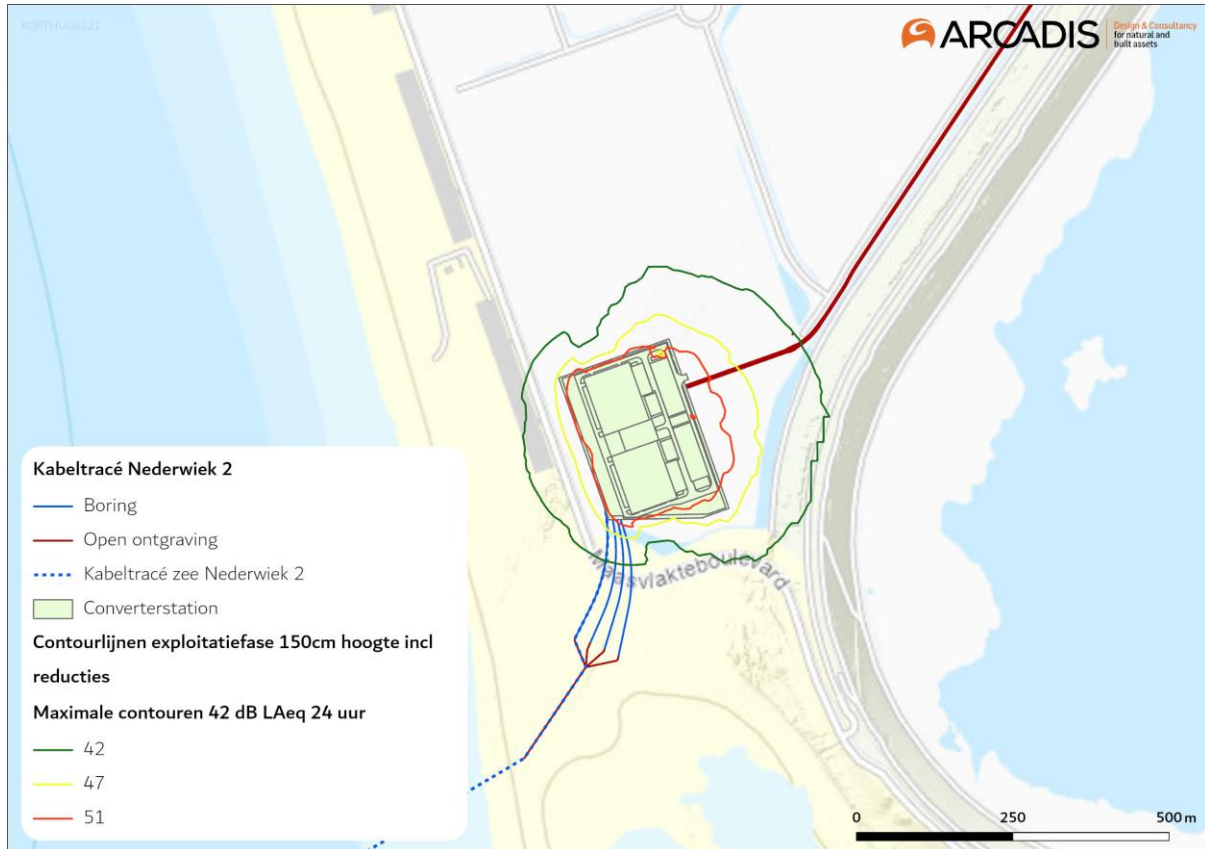 KORTHUU6221
ARCADIS
Design & Consultancy
for natural and
built assets
Maasvlakteboulevard
Kabeltracé Nederwiek 2
Boring
Open ontgraving
Kabeltracé zee Nederwiek 2
Converterstation
Contourlijnen exploitatiefase 150cm hoogte incl
reducties
Maximale contouren 42 dB LAeq 24 uur
42
47
51
0 250 500 m